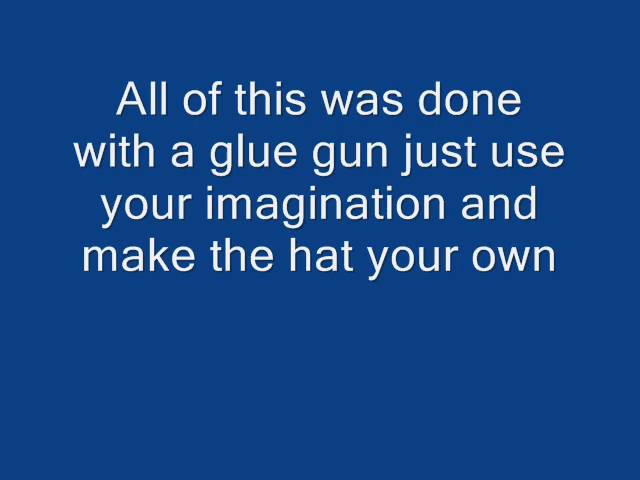 All of this was done
with a glue gun just use
your imagination and
make the hat your own